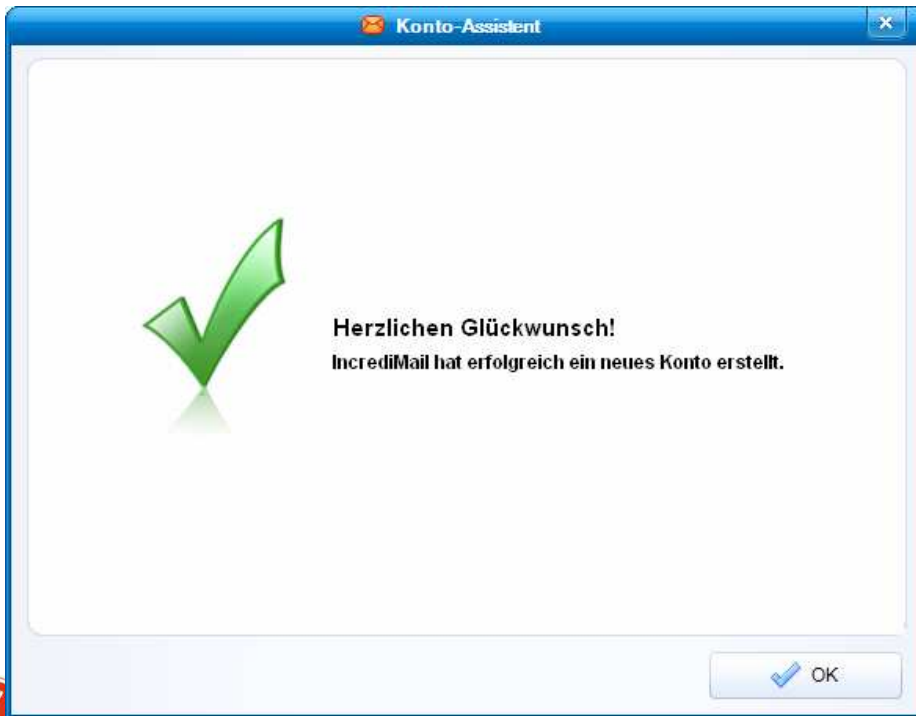 Konto-Assistent
Herzlichen Glückwunsch!
IncrediMail hat erfolgreich ein neues Konto erstellt.
OK